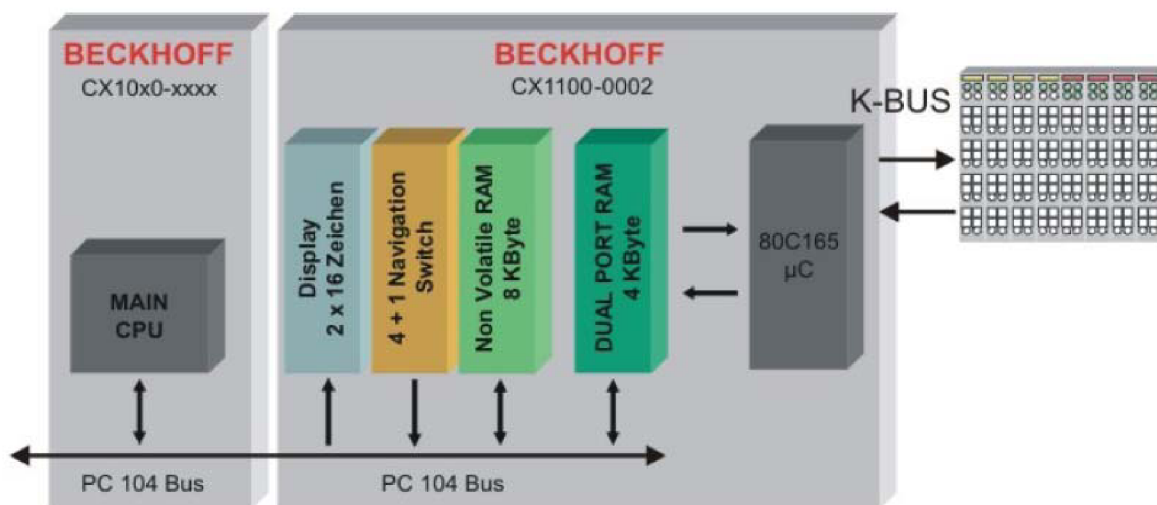 BECKHOFF
CX10x0-xxxx
MAIN
CPU
PC 104 Bus
BECKHOFF
CX1100-0002
Display
2 x 16 Zeichen
4 + 1 Navigation
Switch
Non Volatile RAM
8 KByte
DUAL PORT RAM
4 KByte
80C165
µC
PC 104 Bus
K-BUS